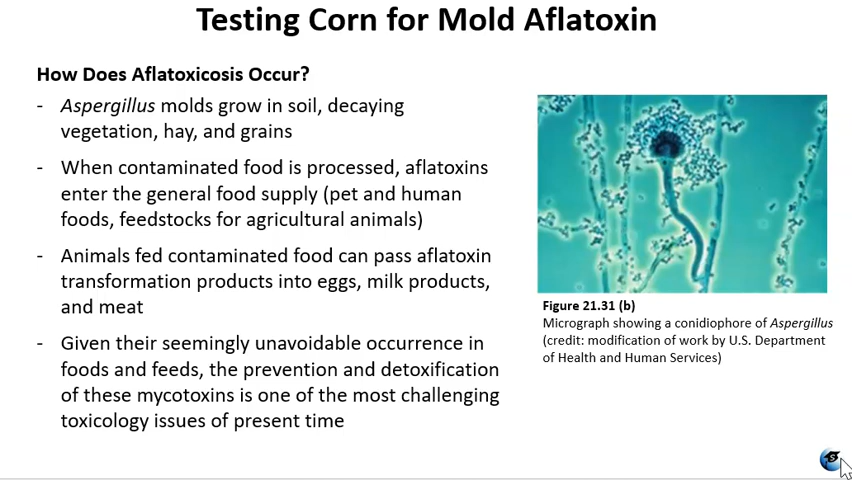 Testing Corn for Mold Aflatoxin
How Does Aflatoxicosis Occur?
- Aspergillus molds grow in soil, decaying
vegetation, hay, and grains
- When contaminated food is processed, aflatoxins
enter the general food supply (pet and human
foods, feedstocks for agricultural animals)
- Animals fed contaminated food can pass aflatoxin
transformation products into eggs, milk products,
and meat
- Given their seemingly unavoidable occurrence in
foods and feeds, the prevention and detoxification
of these mycotoxins is one of the most challenging
toxicology issues of present time
Figure 21.31 (b)
Micrograph showing a conidiophore of Aspergillus
(credit: modification of work by U.S. Department
of Health and Human Services)